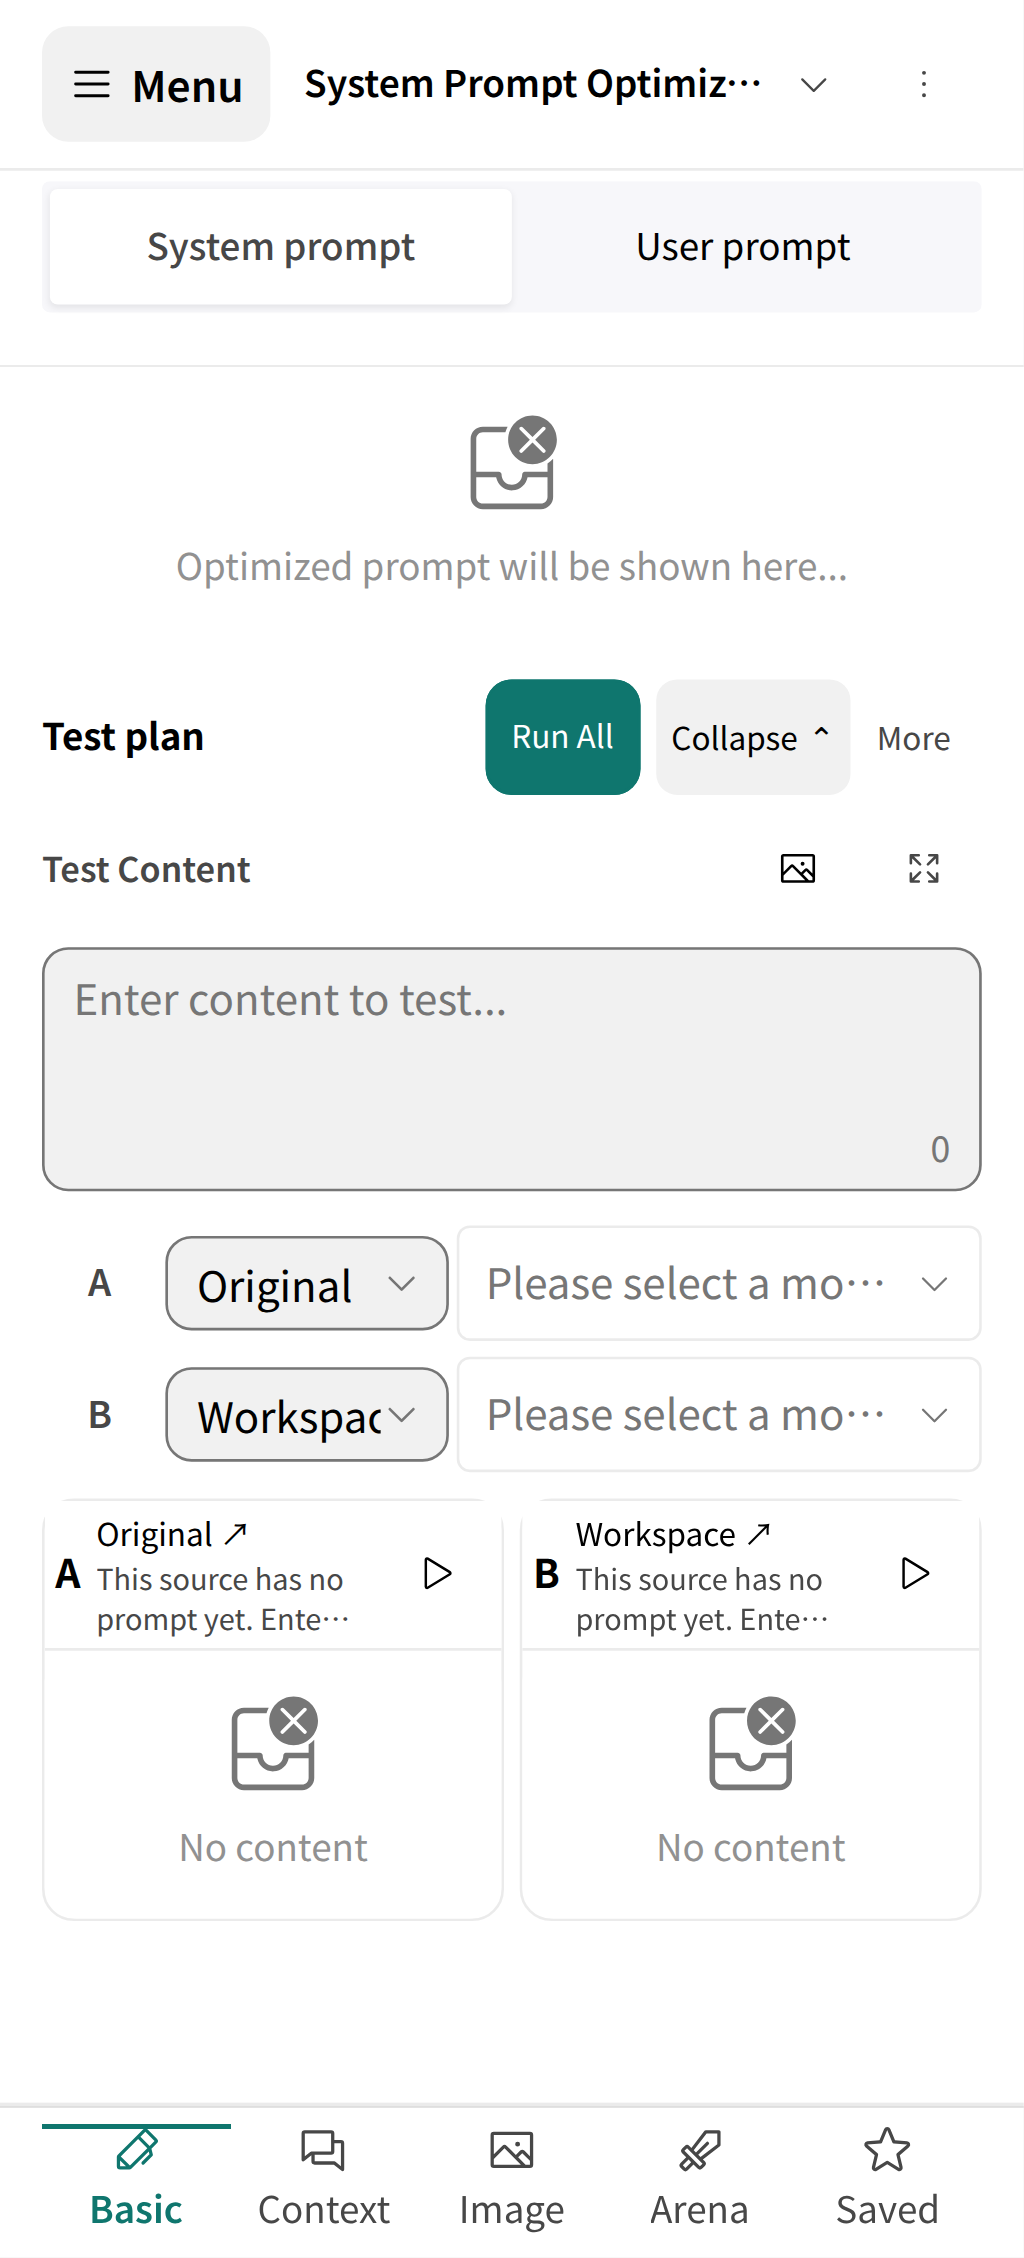 Menu
System Prompt Optimiz···
System prompt
User prompt
Optimized prompt will be shown here...
Test plan
Run All
Collapse
More
Test Content
Enter content to test...
0
A
Original
Please select a mo···
B
Workspac
Please select a mo···
A
Original ↗
This source has no
prompt yet. Ente···
B
Workspace ↗
This source has no
prompt yet. Ente···
No content
No content
Basic
Context
Image
Arena
Saved